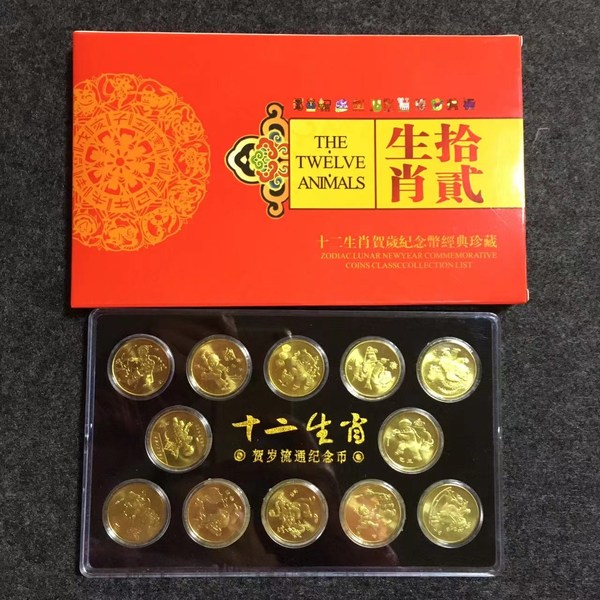 THE
TWELVE
ANIMALS
拾貳
生肖
十二生肖賀歲紀念幣經典珍藏
ZODIAC LUNAR NEWYEAR COMMEMORATIVE
COINS CLASSCCOLLECTION LIST
十二生肖
贺岁流通纪念币